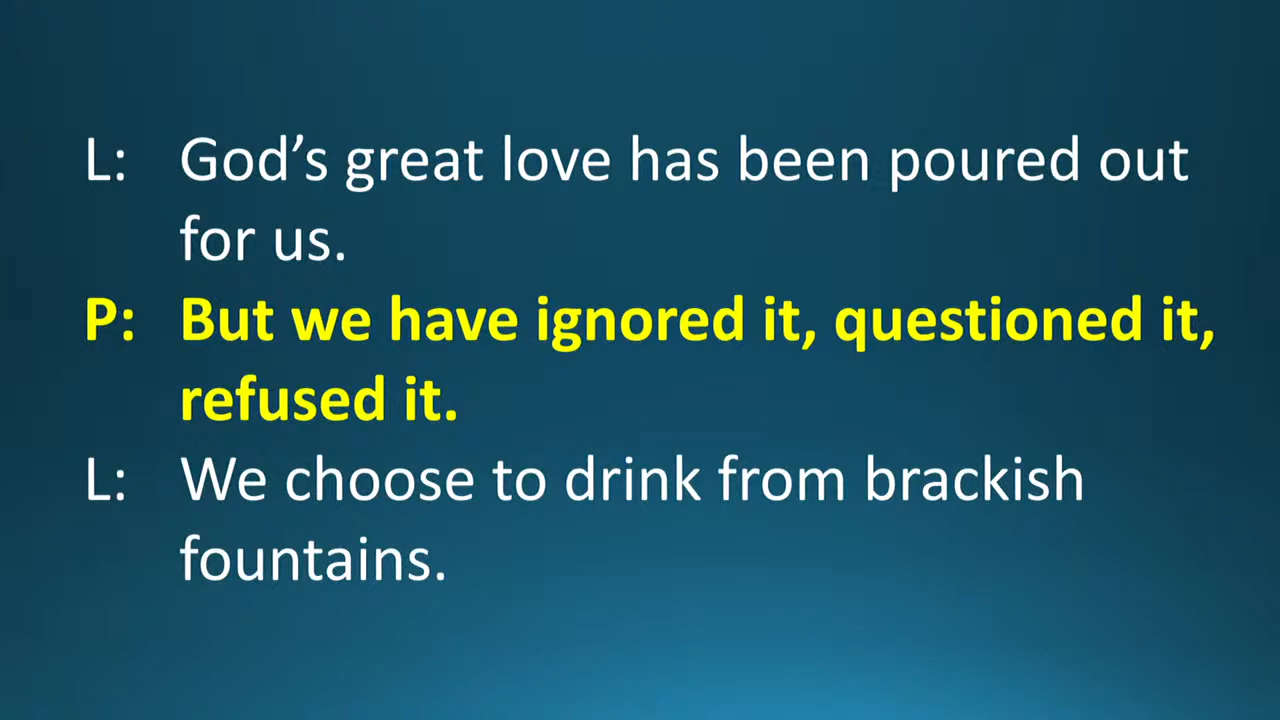 L: God’s great love has been poured out
for us.
P: But we have ignored it, questioned it,
refused it.
L: We choose to drink from brackish
fountains.